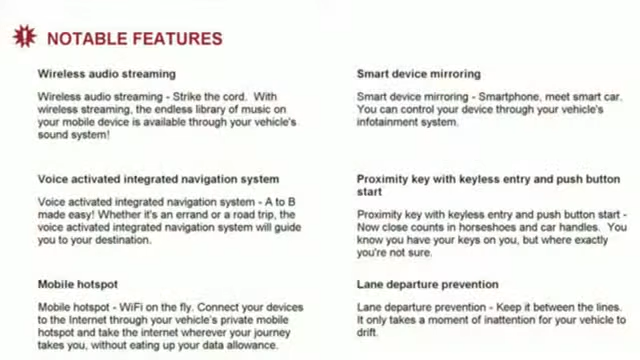 NOTABLE FEATURES
Wireless audio streaming
Wireless audio streaming - Strike the cord. With
wireless streaming, the endless library of music on
your mobile device is available through your vehicle's
sound system!
Smart device mirroring
Smart device mirroring - Smartphone, meet smart car.
You can control your device through your vehicle's
infotainment system.
Voice activated integrated navigation system
Voice activated integrated navigation system - A to B
made easy! Whether it's an errand or a road trip, the
voice activated integrated navigation system will guide
you to your destination.
Proximity key with keyless entry and push button
start
Proximity key with keyless entry and push button start -
Now close counts in horseshoes and car handles. You
know you have your keys on you, but where exactly
you're not sure.
Mobile hotspot
Mobile hotspot - WiFi on the fly. Connect your devices
to the Internet through your vehicle's private mobile
hotspot and take the internet wherever your journey
takes you, without eating up your data allowance.
Lane departure prevention
Lane departure prevention - Keep it between the lines.
It only takes a moment of inattention for your vehicle to
drift.